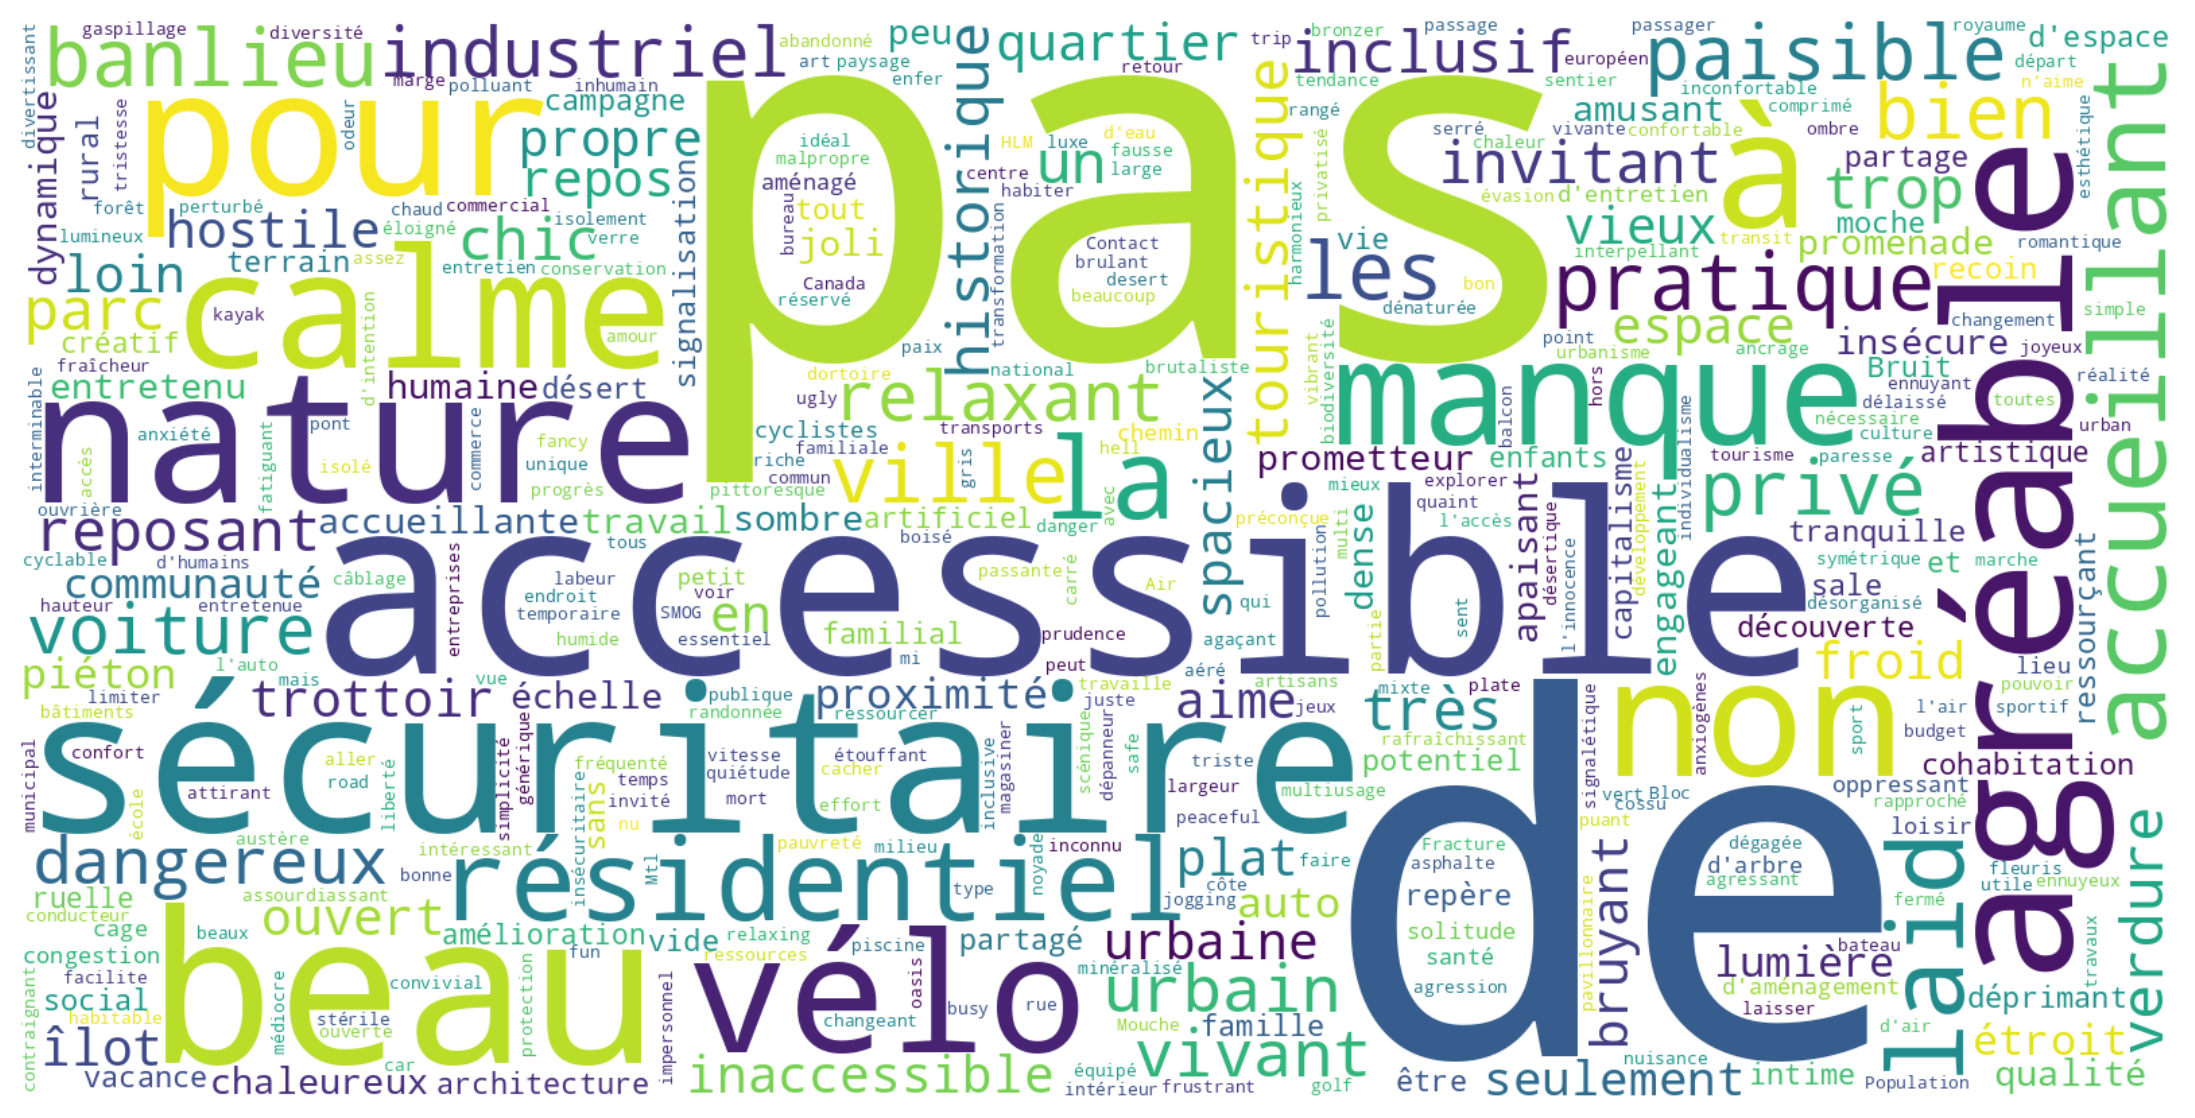 pas
de
accessible
sécuritaire
agréable
nature
beau
calme
pour
vélo
manque
non
à
accueillant
résidentiel
la
banlieu
industriel
paisible
inclusif
quartier
peu
historique
touristique
d'espace
bien
amusant
invitant
un
propre
repos
campagne
rural
dynamique
hostile
chic
loin
terrain
parc
créatif
signalisation
joli
tout
aménagé
les
vie
vieux
trop
partage
moche
promenade
pratique
recoin
espace
insécure
Bruit
entretenu
humaine
désert
relaxant
ville
cyclistes
spacieux
prometteur
enfants
artistique
privé
reposant
accueillante
travail
sombre
artificiel
dense
apaisant
capitalisme
engageant
tranquille
et
sale
ressourçant
communauté
voiture
piéton
petit
en
familial
découverte
froid
lieu
trottoir
échelle
proximité
aime
très
potentiel
cohabitation
oppressant
loisir
sans
dangereux
ouvert
plat
auto
repère
solitude
santé
d'arbre
bruyant
lumière
laid
verdure
ruelle
cage
congestion
social
îlot
vacance
chaleureux
architecture
amélioration
vide
partagé
urbaine
urbain
vivant
famille
inaccessible
être
seulement
intime
étroit
qualité
déprimant
d'aménagement
gaspillage
diversité
divertissant
tristesse
odeur
marge
polluant
inhumain
abandonné
art
paysage
enfer
trip
retour
tendance
bronzer
passage
européen
sentier
passager
inconfortable
comprimé
royaume
départ
n'aime
rangé
serré
vivante
confortable
chaleur
ombre
esthétique
privatisé
évasion
d'entretien
harmonieux
interpellant
transit
romantique
bon
dénaturée
simple
changement
joyeux
ancrage
urbanisme
point
idéal
malpropre
bureau
Canada
réservé
HLM
luxe
d'eau
fausse
large
centre
habiter
transformation
Contact
brulant
desert
beaucoup
paix
national
brutaliste
dortoire
ugly
transports
chemin
hell
familiale
riche
commun
gris
pittoresque
avec
danger
boisé
forêt
perturbé
lumineux
éloigné
chaud
commercial
isolement
verre
assez
entretien
conservation
kayak
amour
d'intention
fraîcheur
interminable
anxiété
accès
ouvrière
fatiguant
pont
isolé
commerce
fancy
unique
progrès
vibrant
biodiversité
hors
balcon
mieux
explorer
quaint
l'accès
préconçue
multi
pollution
désertique
l'innocence
développement
individualisme
tourisme
paresse
culture
nécessaire
délaissé
ennuyant
toutes
réalité
urban
symétrique
marche
désorganisé
cyclable
d'humains
câblage
hauteur
entretenue
entreprises
tous
labeur
endroit
temporaire
voir
SMOG
humide
essentiel
passante
carré
Air
prudence
agaçant
qui
sent
partie
mi
peut
aéré
travaille
artisans
juste
jeux
mixte
plate
l'auto
mais
limiter
vue
bâtiments
publique
randonnée
ressourcer
confort
aller
road
liberté
attirant
municipal
école
simplicité
générique
fréquenté
temps
invité
nu
vitesse
quiétude
mort
étouffant
cacher
effort
inclusive
magasiner
scénique
dépanneur
safe
triste
largeur
peaceful
rafraîchissant
multiusage
signalétique
anxiogènes
sport
l'air
budget
pouvoir
sportif
vert
Bloc
cossu
puant
rapproché
austère
intéressant
insécuritaire
pauvreté
milieu
Mtl
inconnu
noyade
type
jogging
côte
faire
bonne
assourdiassant
conducteur
beaux
facilite
habitable
contraignant
médiocre
stérile
ouverte
convivial
car
protection
fun
relaxing
ressources
impersonnel
piscine
oasis
changeant
busy
rue
minéralisé
Mouche
équipé
intérieur
frustrant
golf
Fracture
asphalte
agression
pavillonnaire
dégagée
agressant
fermé
fleuris
utile
ennuyeux
bateau
laisser
travaux
d'air
nuisance
Population